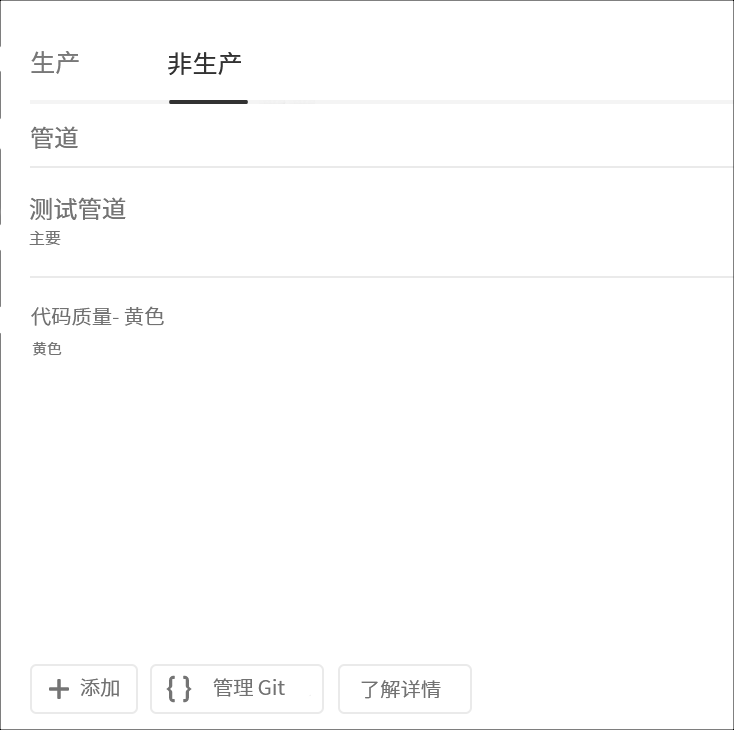 生产 非生产
管道
测试管道
主要
代码质量- 黄色
黄色
添加 { } 管理 Git 了解详情